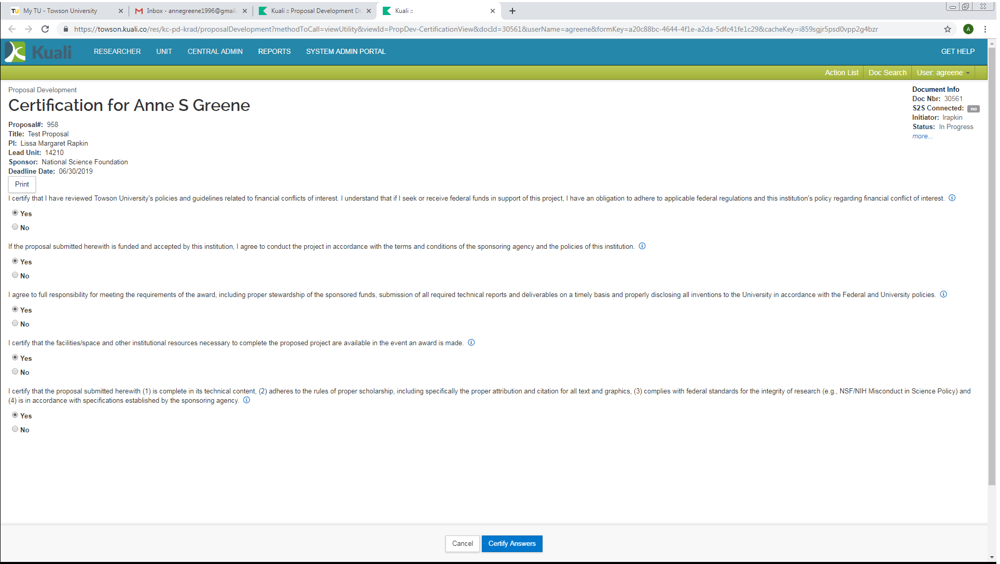 TU My TU - Towson University
Inbox - annegreene1996@gmail.
Kuali :: Proposal Development Do
Kuali ::
https://towson.kuali.co/res/kc-pd-krad/proposalDevelopment?methodToCall=viewUtility&viewId=PropDev-CertificationView&docId=30561&userName=agreene&formKey=a20c88bc-4644-4f1e-a2da-5dfc41fe1c29&cacheKey=i859sgjr5psd0vpp2g4bzr
A
Kuali RESEARCHER UNIT CENTRAL ADMIN REPORTS SYSTEM ADMIN PORTAL GET HELP
Action List Doc Search User: agreene
Proposal Development
Certification for Anne S Greene
Proposal#: 958
Title: Test Proposal
PI: Lissa Margaret Rapkin
Lead Unit: 14210
Sponsor: National Science Foundation
Deadline Date: 06/30/2019
Document Info
Doc Nbr: 30561
S2S Connected: no
Initiator: lrapkin
Status: In Progress
more...
Print
I certify that I have reviewed Towson University's policies and guidelines related to financial conflicts of interest. I understand that if I seek or receive federal funds in support of this project, I have an obligation to adhere to applicable federal regulations and this institution's policy regarding financial conflict of interest.
Yes
No
If the proposal submitted herewith is funded and accepted by this institution, I agree to conduct the project in accordance with the terms and conditions of the sponsoring agency and the policies of this institution.
Yes
No
I agree to full responsibility for meeting the requirements of the award, including proper stewardship of the sponsored funds, submission of all required technical reports and deliverables on a timely basis and properly disclosing all inventions to the University in accordance with the Federal and University policies.
Yes
No
I certify that the facilities/space and other institutional resources necessary to complete the proposed project are available in the event an award is made.
Yes
No
I certify that the proposal submitted herewith (1) is complete in its technical content, (2) adheres to the rules of proper scholarship, including specifically the proper attribution and citation for all text and graphics, (3) complies with federal standards for the integrity of research (e.g., NSF/NIH Misconduct in Science Policy) and
(4) is in accordance with specifications established by the sponsoring agency.
Yes
No
Cancel Certify Answers